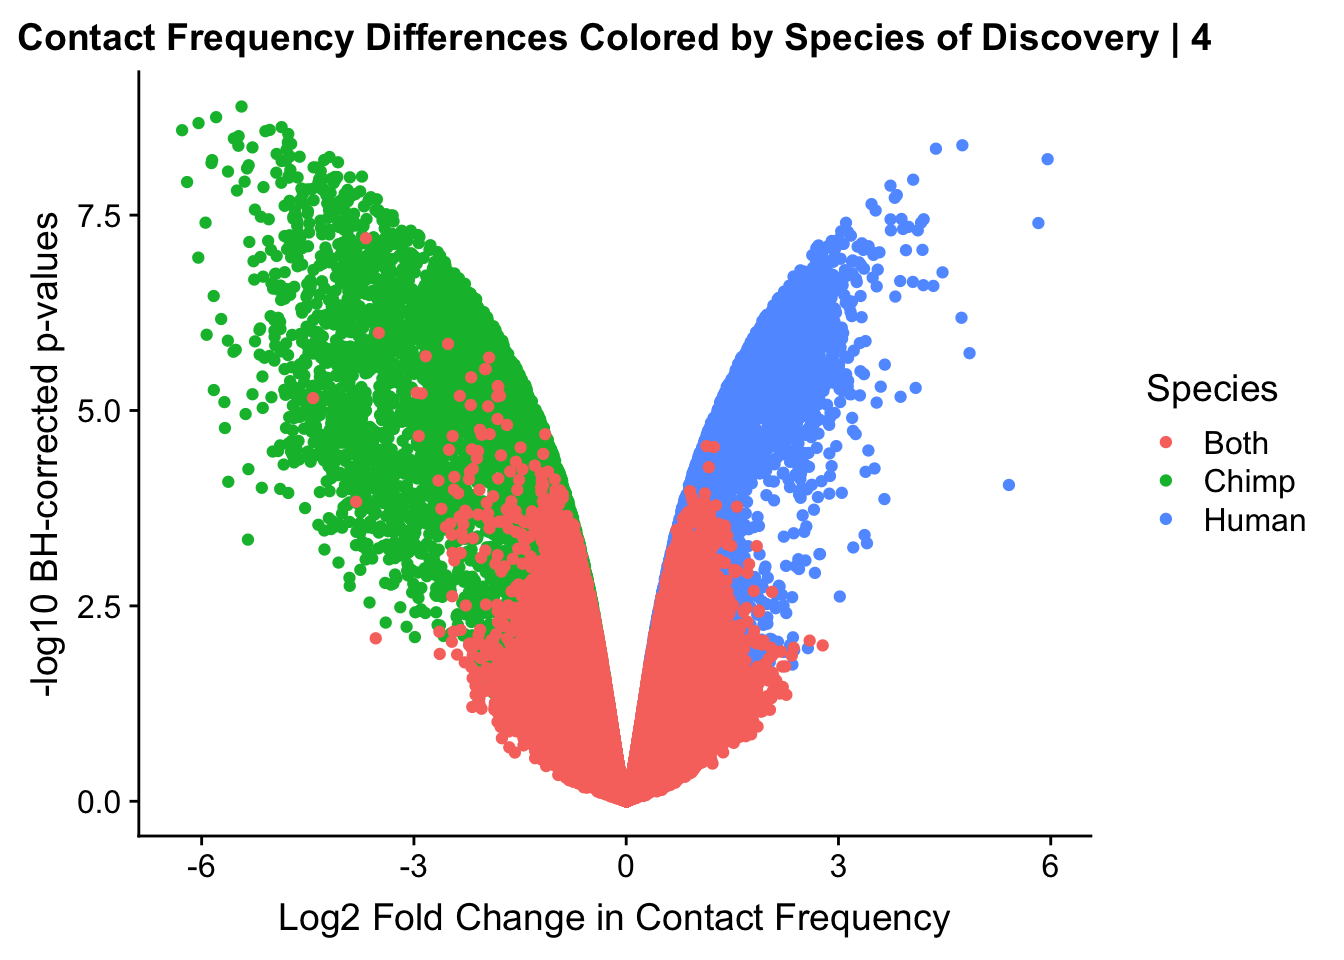 Contact Frequency Differences Colored by Species of Discovery | 4
-log10 BH-corrected p-values
7.5
5.0
2.5
0.0
-6 -3 0 3 6
Log2 Fold Change in Contact Frequency
Species
Both
Chimp
Human